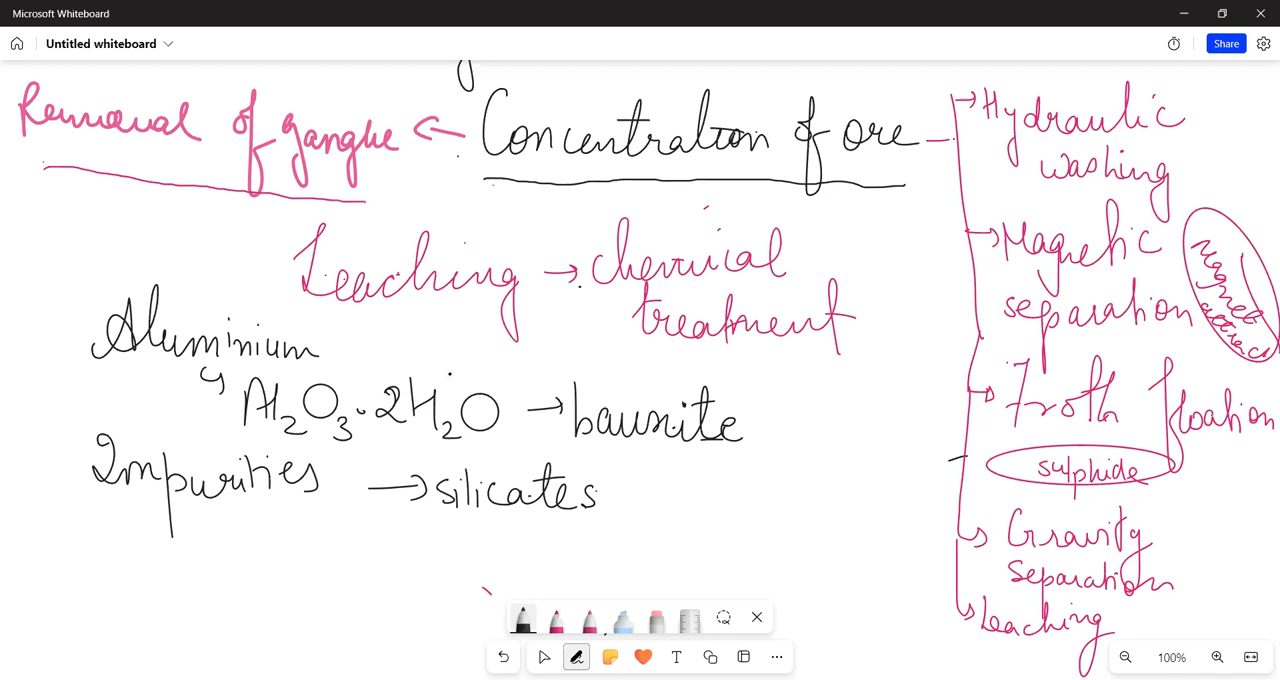 Microsoft Whiteboard
Untitled whiteboard
Share
Removal of gangue ← Concentration of ore
→ Hydraulic
washing
→ Magnetic
separation
Magnet
→ Froth floation
sulphide
Gravity
Separation
Leaching
Leaching → chemical
treatment
Aluminium
Al2O3.2H2O → bauxite
Impurities → silicates
100%